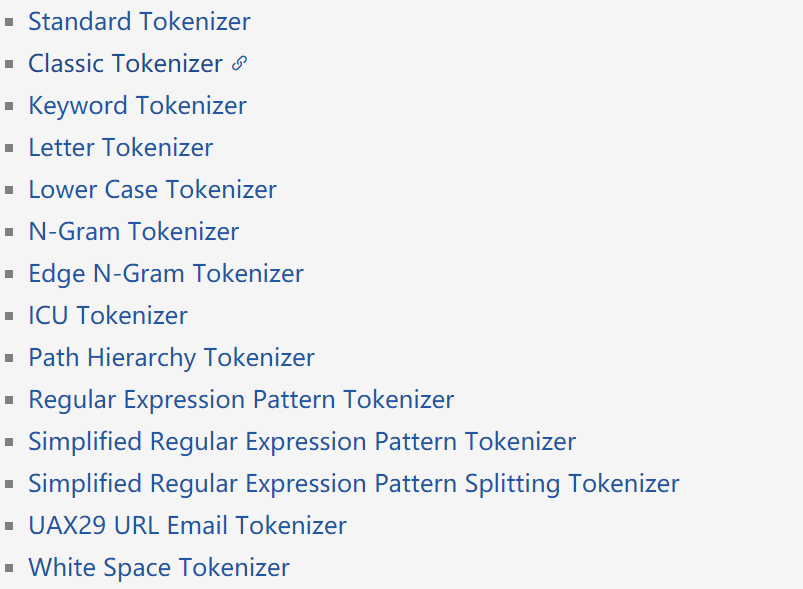 Standard Tokenizer
Classic Tokenizer
Keyword Tokenizer
Letter Tokenizer
Lower Case Tokenizer
N-Gram Tokenizer
Edge N-Gram Tokenizer
ICU Tokenizer
Path Hierarchy Tokenizer
Regular Expression Pattern Tokenizer
Simplified Regular Expression Pattern Tokenizer
Simplified Regular Expression Pattern Splitting Tokenizer
UAX29 URL Email Tokenizer
White Space Tokenizer